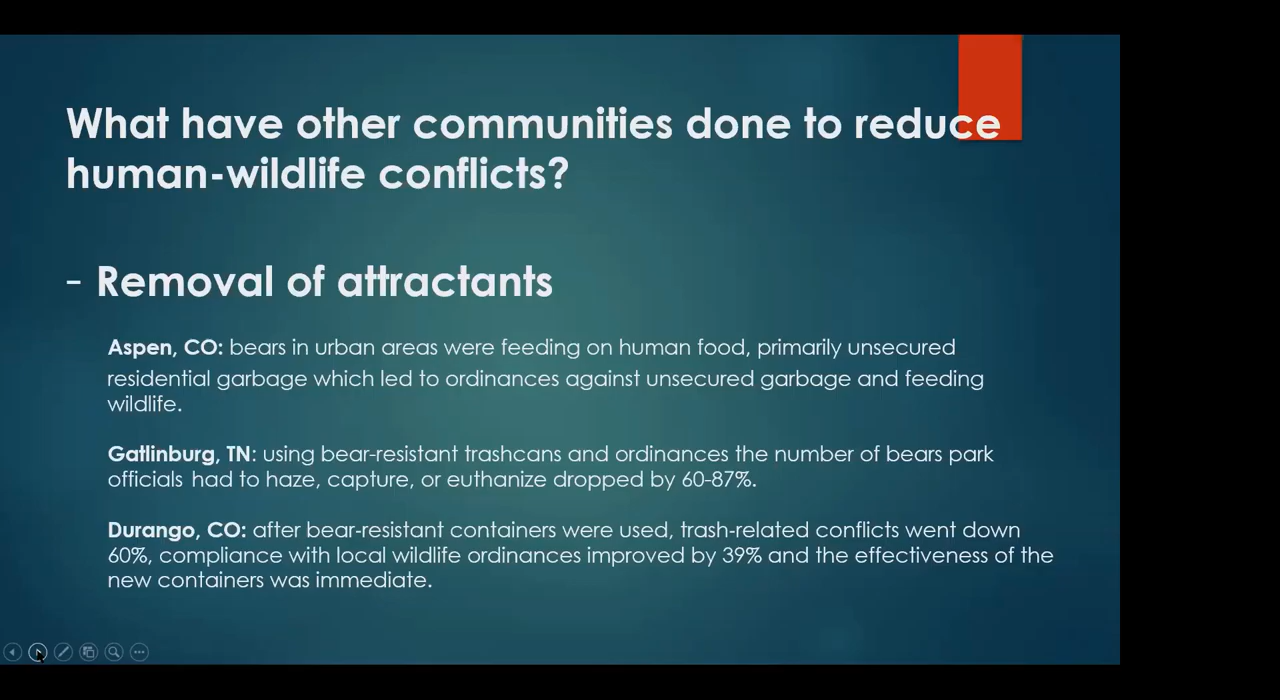 What have other communities done to reduce
human-wildlife conflicts?
- Removal of attractants
Aspen, CO: bears in urban areas were feeding on human food, primarily unsecured
residential garbage which led to ordinances against unsecured garbage and feeding
wildlife.
Gatlinburg, TN: using bear-resistant trashcans and ordinances the number of bears park
officials had to haze, capture, or euthanize dropped by 60-87%.
Durango, CO: after bear-resistant containers were used, trash-related conflicts went down
60%, compliance with local wildlife ordinances improved by 39% and the effectiveness of the
new containers was immediate.